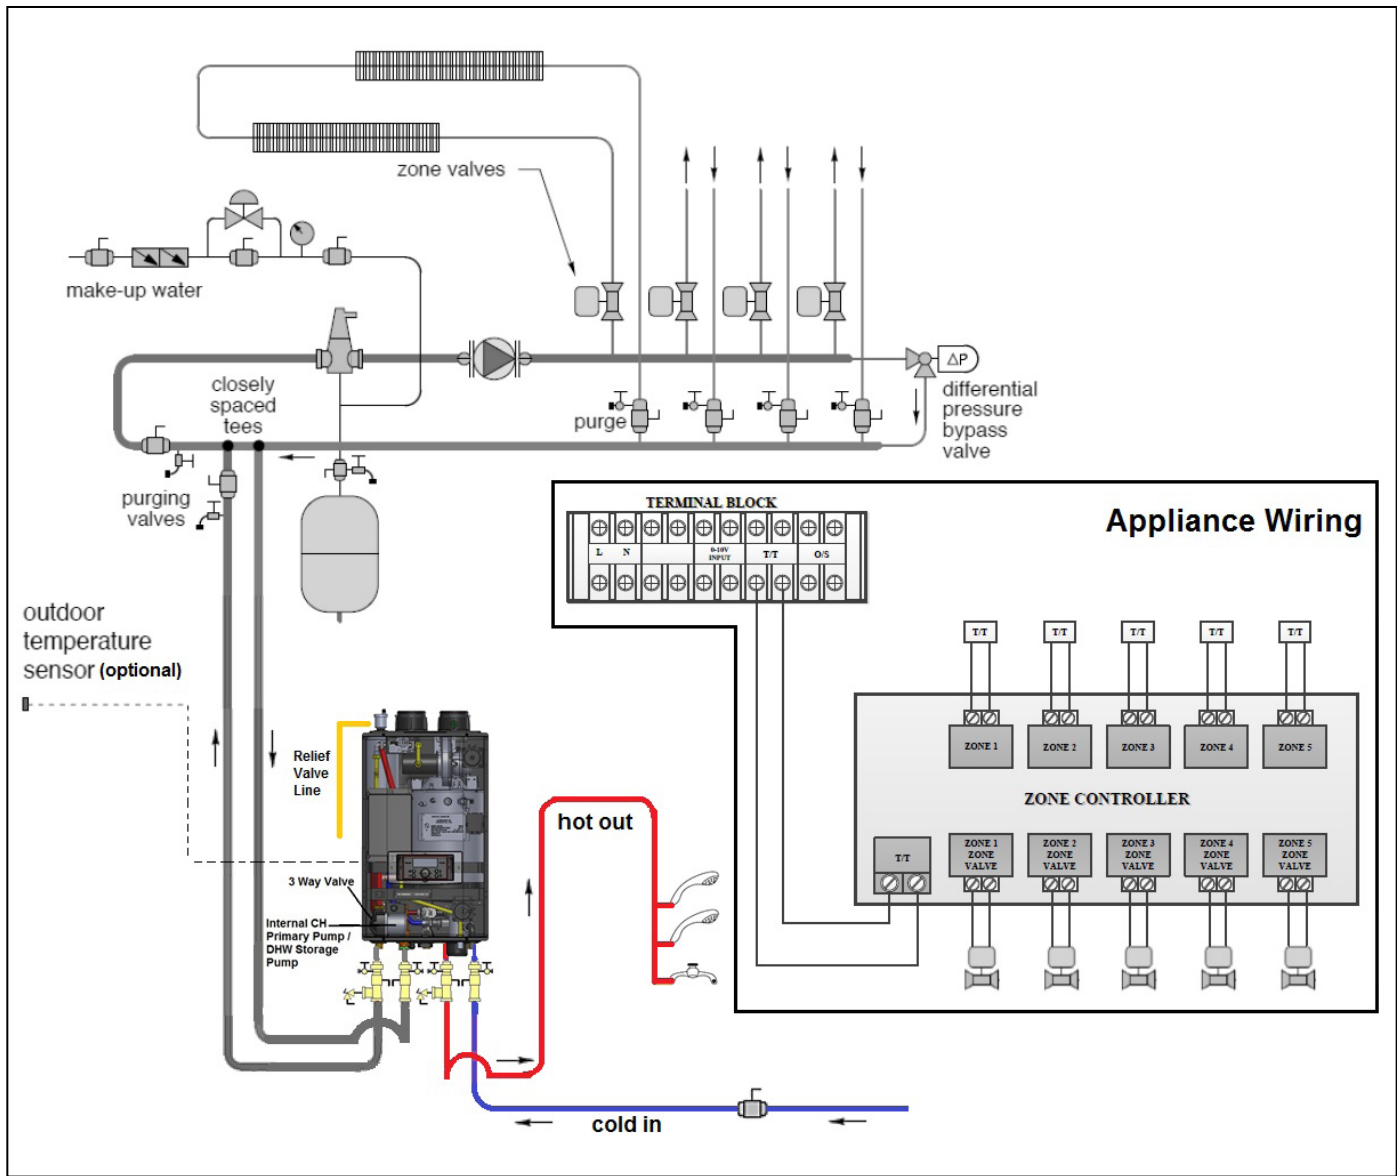 zone valves
make-up water
closely
spaced
tees
purge
ΔP
differential
pressure
bypass
valve
purging
valves
outdoor
temperature
sensor (optional)
Relief
Valve
Line
3 Way Valve
Internal CH
Primary Pump /
DHW Storage
Pump
hot out
cold in
Appliance Wiring
TERMINAL BLOCK
L N 0-10V INPUT T/T O/S
T/T T/T T/T T/T T/T
ZONE 1 ZONE 2 ZONE 3 ZONE 4 ZONE 5
ZONE CONTROLLER
T/T
ZONE 1
ZONE
VALVE
ZONE 2
ZONE
VALVE
ZONE 3
ZONE
VALVE
ZONE 4
ZONE
VALVE
ZONE 5
ZONE
VALVE